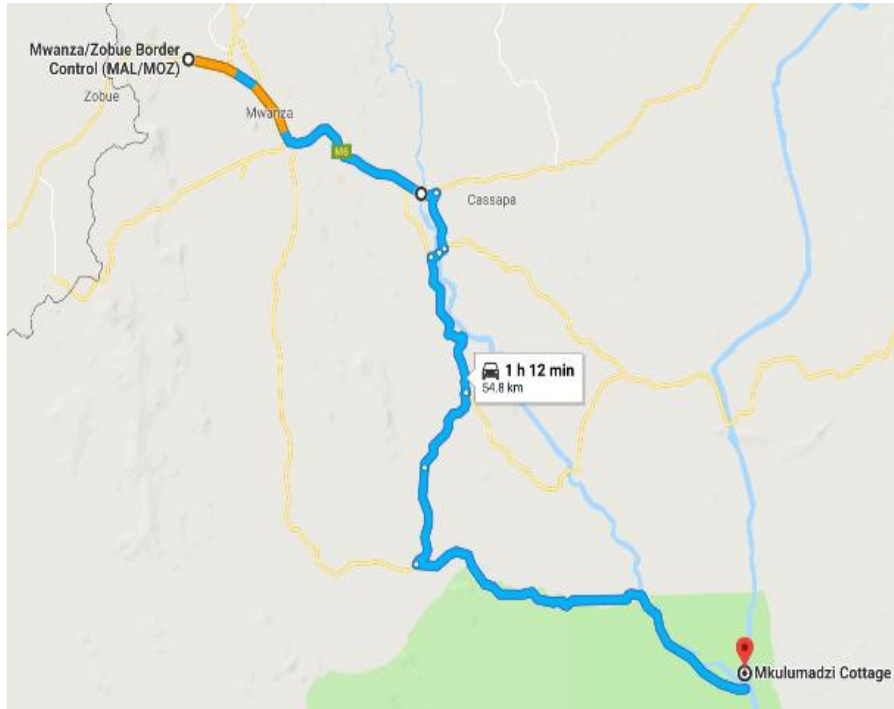 Mwanza/Zobue Border
Control (MAL/MOZ)
Zobue
Mwanza
M6
Cassapa
1 h 12 min
54.8 km
Mkulumadzi Cottage